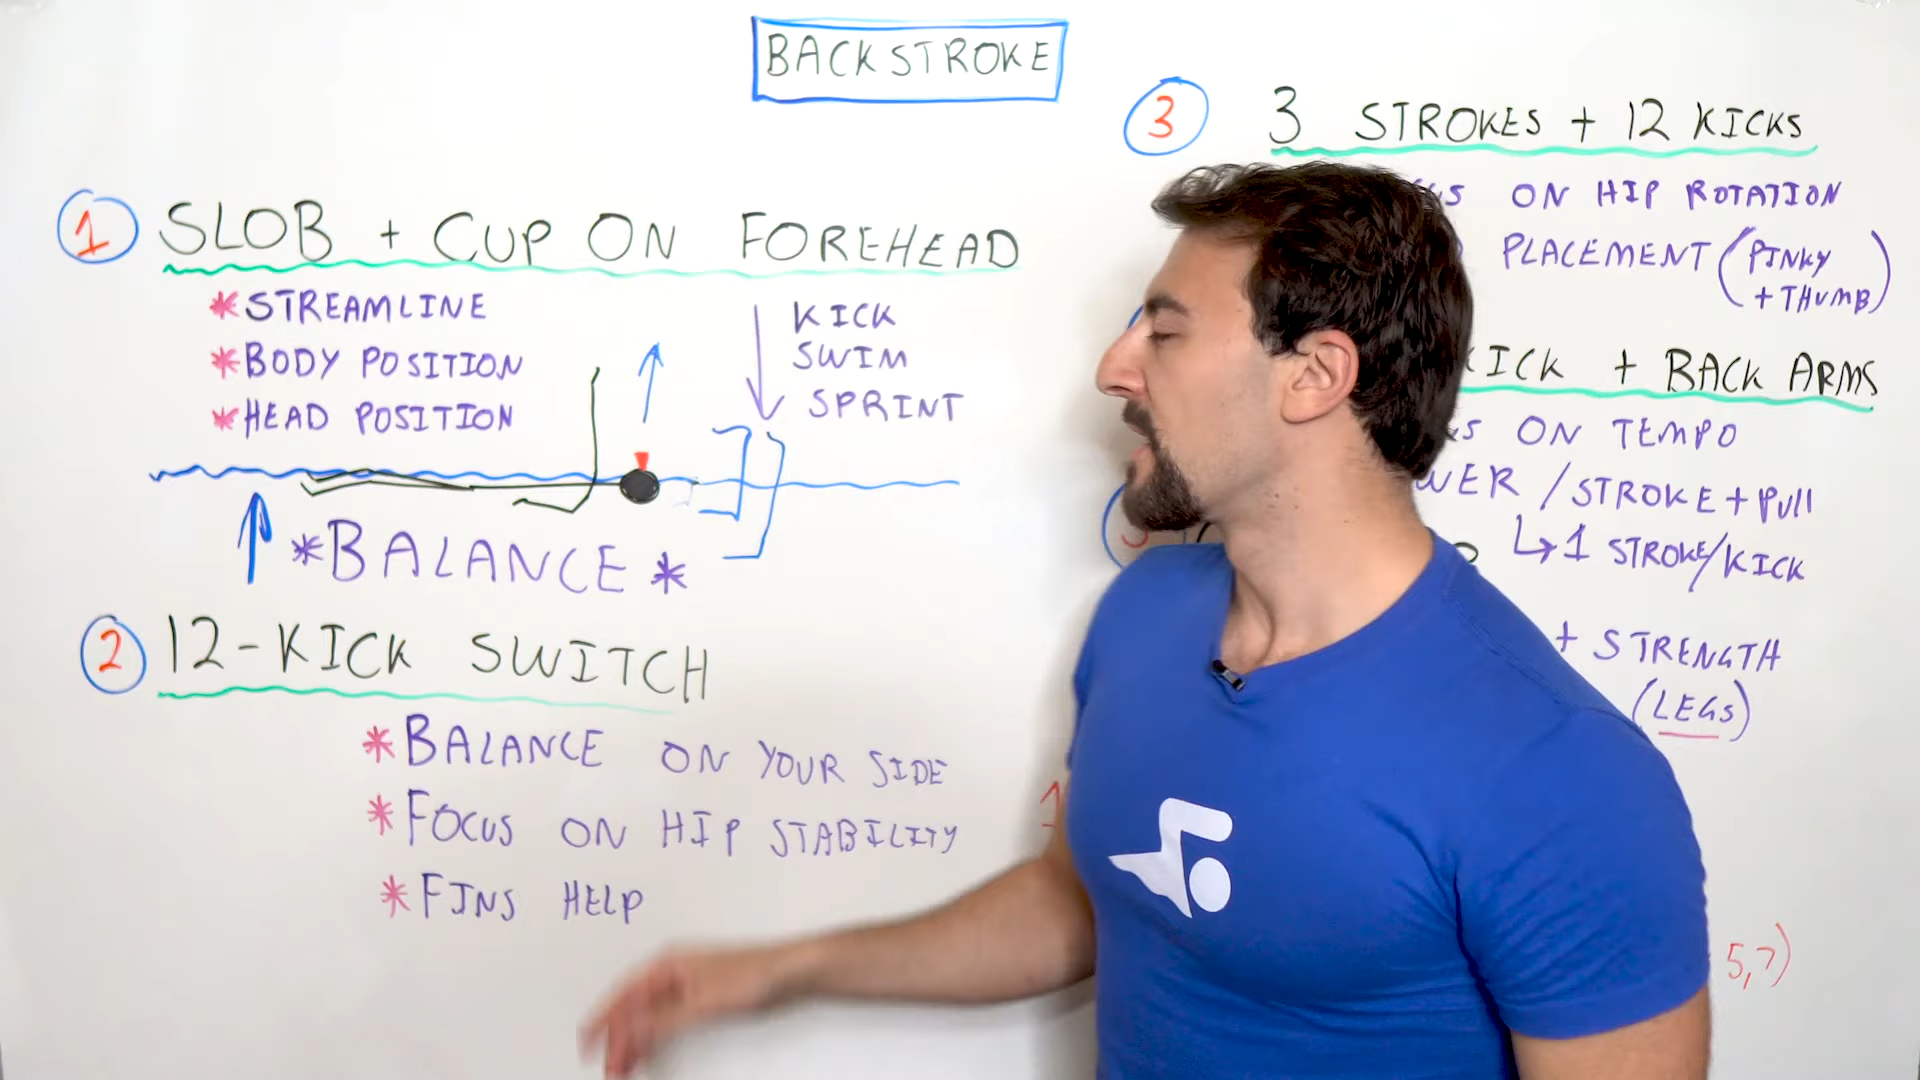 BACKSTROKE
1 SLOB + CUP ON FOREHEAD
*STREAMLINE
*BODY POSITION
*HEAD POSITION
KICK
SWIM
SPRINT
*BALANCE*
2 12-KICK SWITCH
*BALANCE ON YOUR SIDE
*FOCUS ON HIP STABILITY
*FINS HELP
3 3 STROKES + 12 KICKS
ON HIP ROTATION
PLACEMENT (PINKY
+ THUMB)
KICK + BACK ARMS
ON TEMPO
/STROKE + PULL
↳1 STROKE/KICK
+ STRENGTH
(LEGS)
5,7)